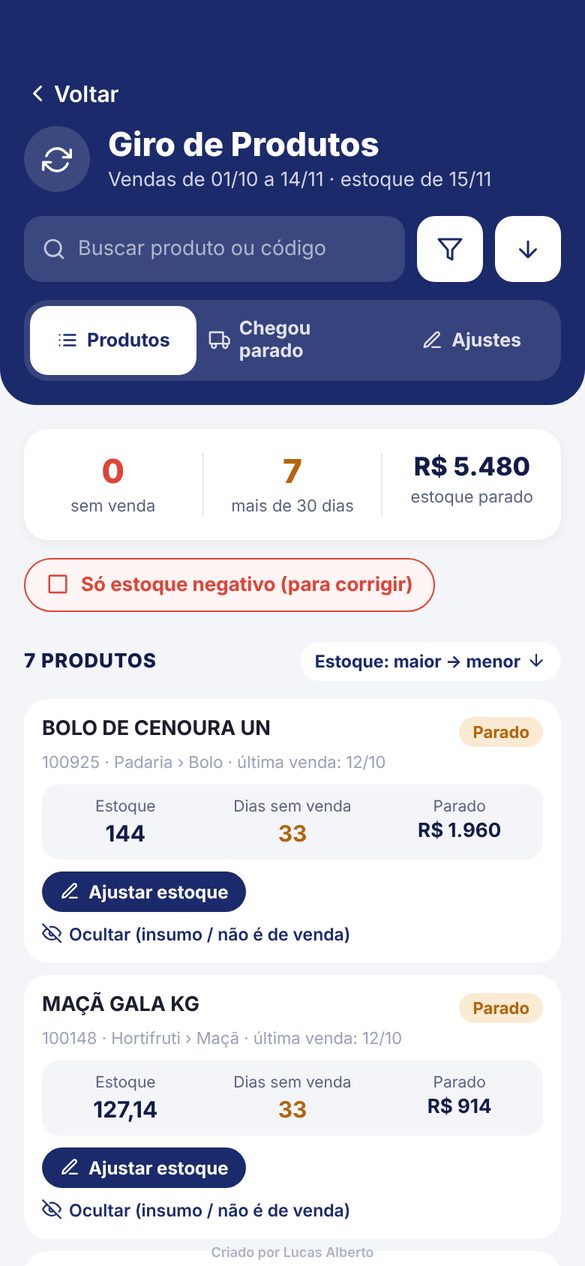 Voltar
Giro de Produtos
Vendas de 01/10 a 14/11 · estoque de 15/11
Buscar produto ou código
Produtos
Chegou
parado
Ajustes
0
sem venda
7
mais de 30 dias
R$ 5.480
estoque parado
Só estoque negativo (para corrigir)
7 PRODUTOS
Estoque: maior → menor ↓
BOLO DE CENOURA UN
Parado
100925 · Padaria › Bolo · última venda: 12/10
Estoque
144
Dias sem venda
33
Parado
R$ 1.960
Ajustar estoque
Ocultar (insumo / não é de venda)
MAÇÃ GALA KG
Parado
100148 · Hortifruti › Maçã · última venda: 12/10
Estoque
127,14
Dias sem venda
33
Parado
R$ 914
Ajustar estoque
Ocultar (insumo / não é de venda)
Criado por Lucas Alberto